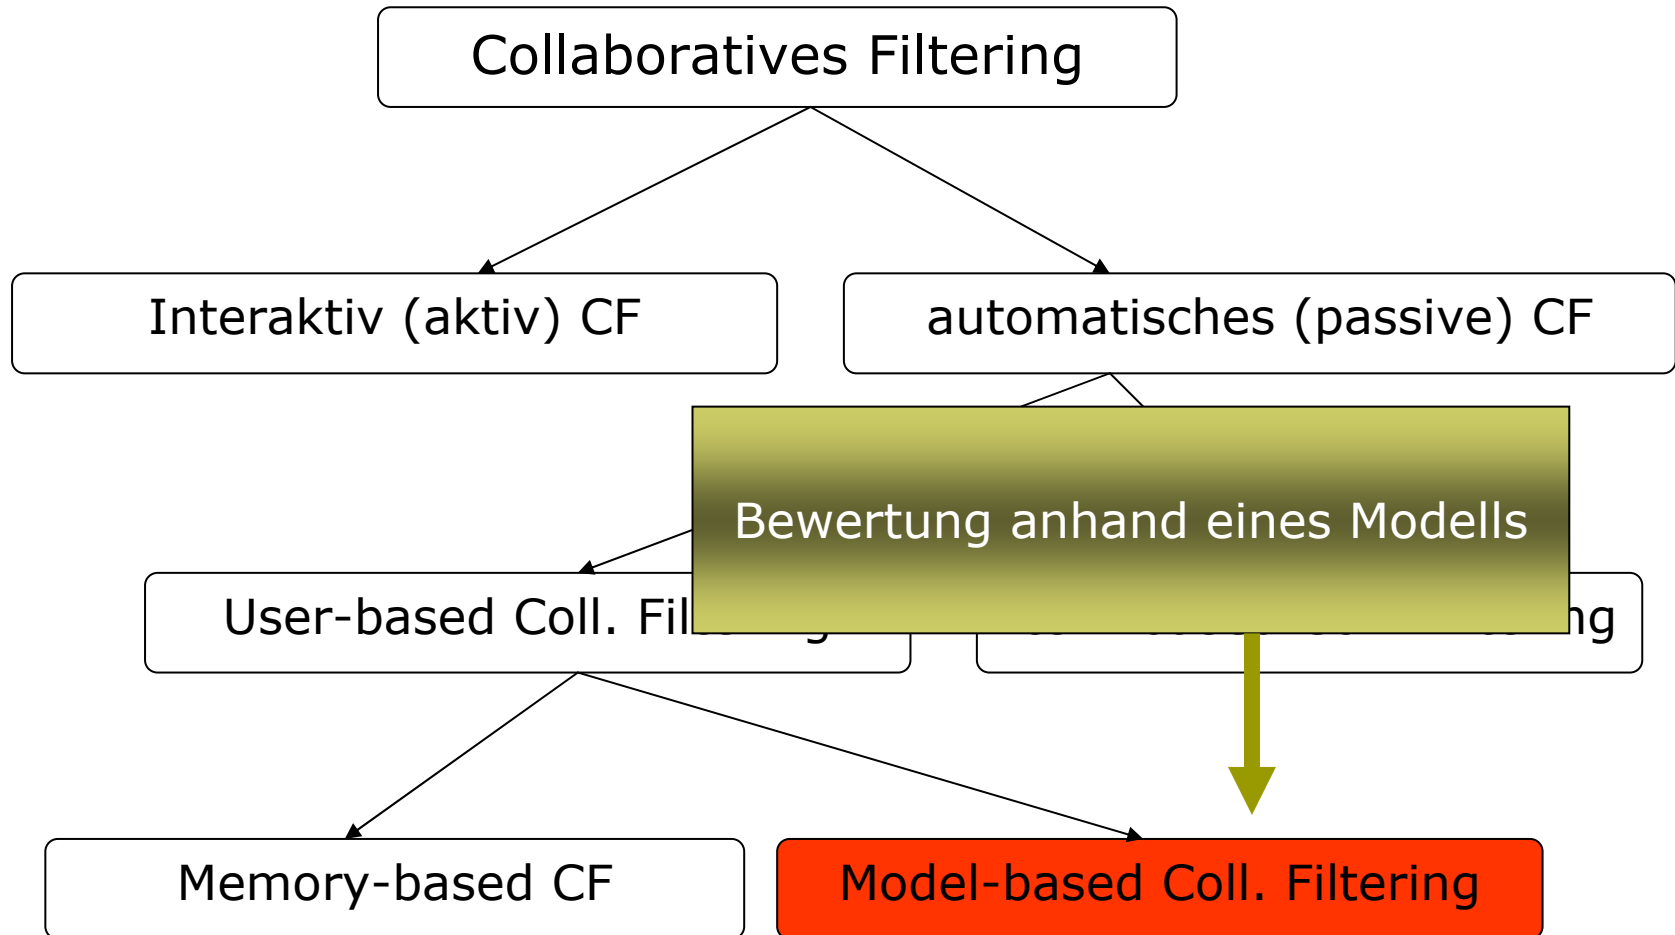 Collaboratives Filtering
Interaktiv (aktiv) CF
automatisches (passive) CF
Bewertung anhand eines Modells
User-based Coll.
Memory-based CF
Model-based Coll. Filtering